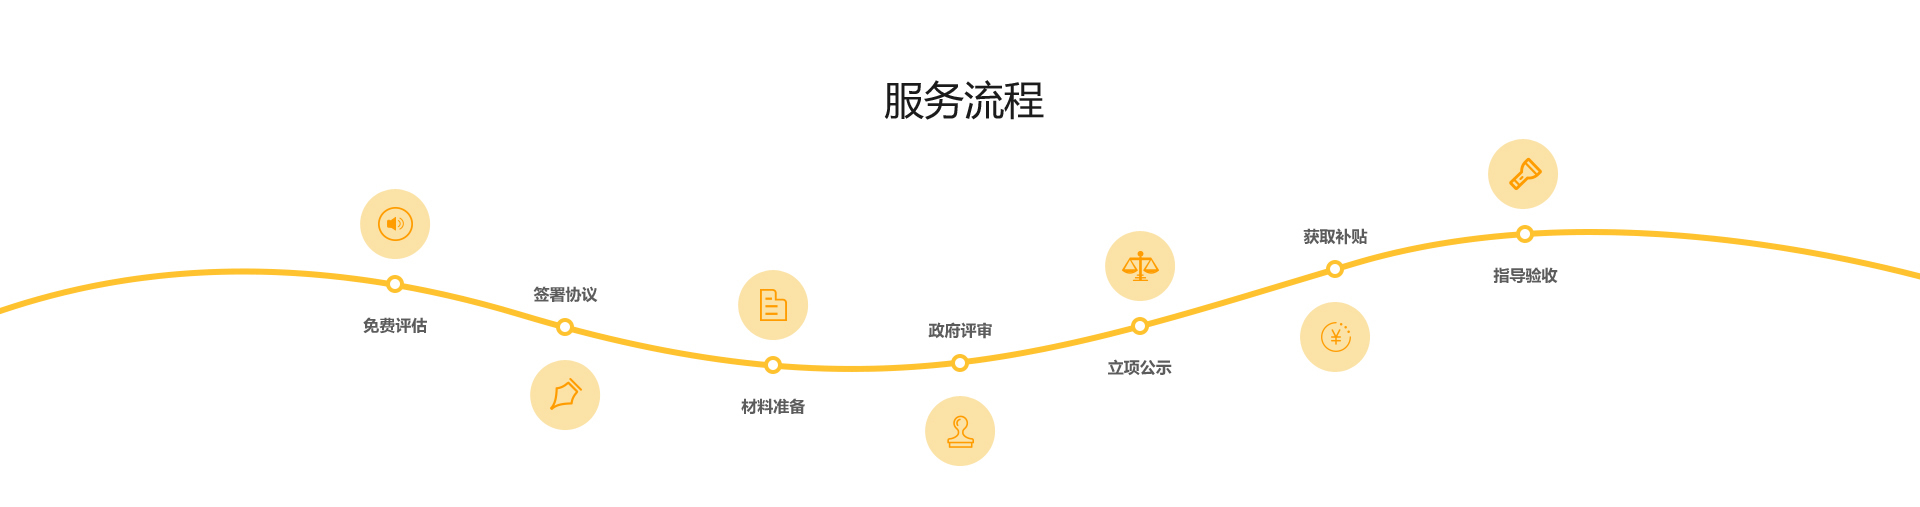 服务流程
免费评估
签署协议
材料准备
政府评审
立项公示
获取补贴
指导验收